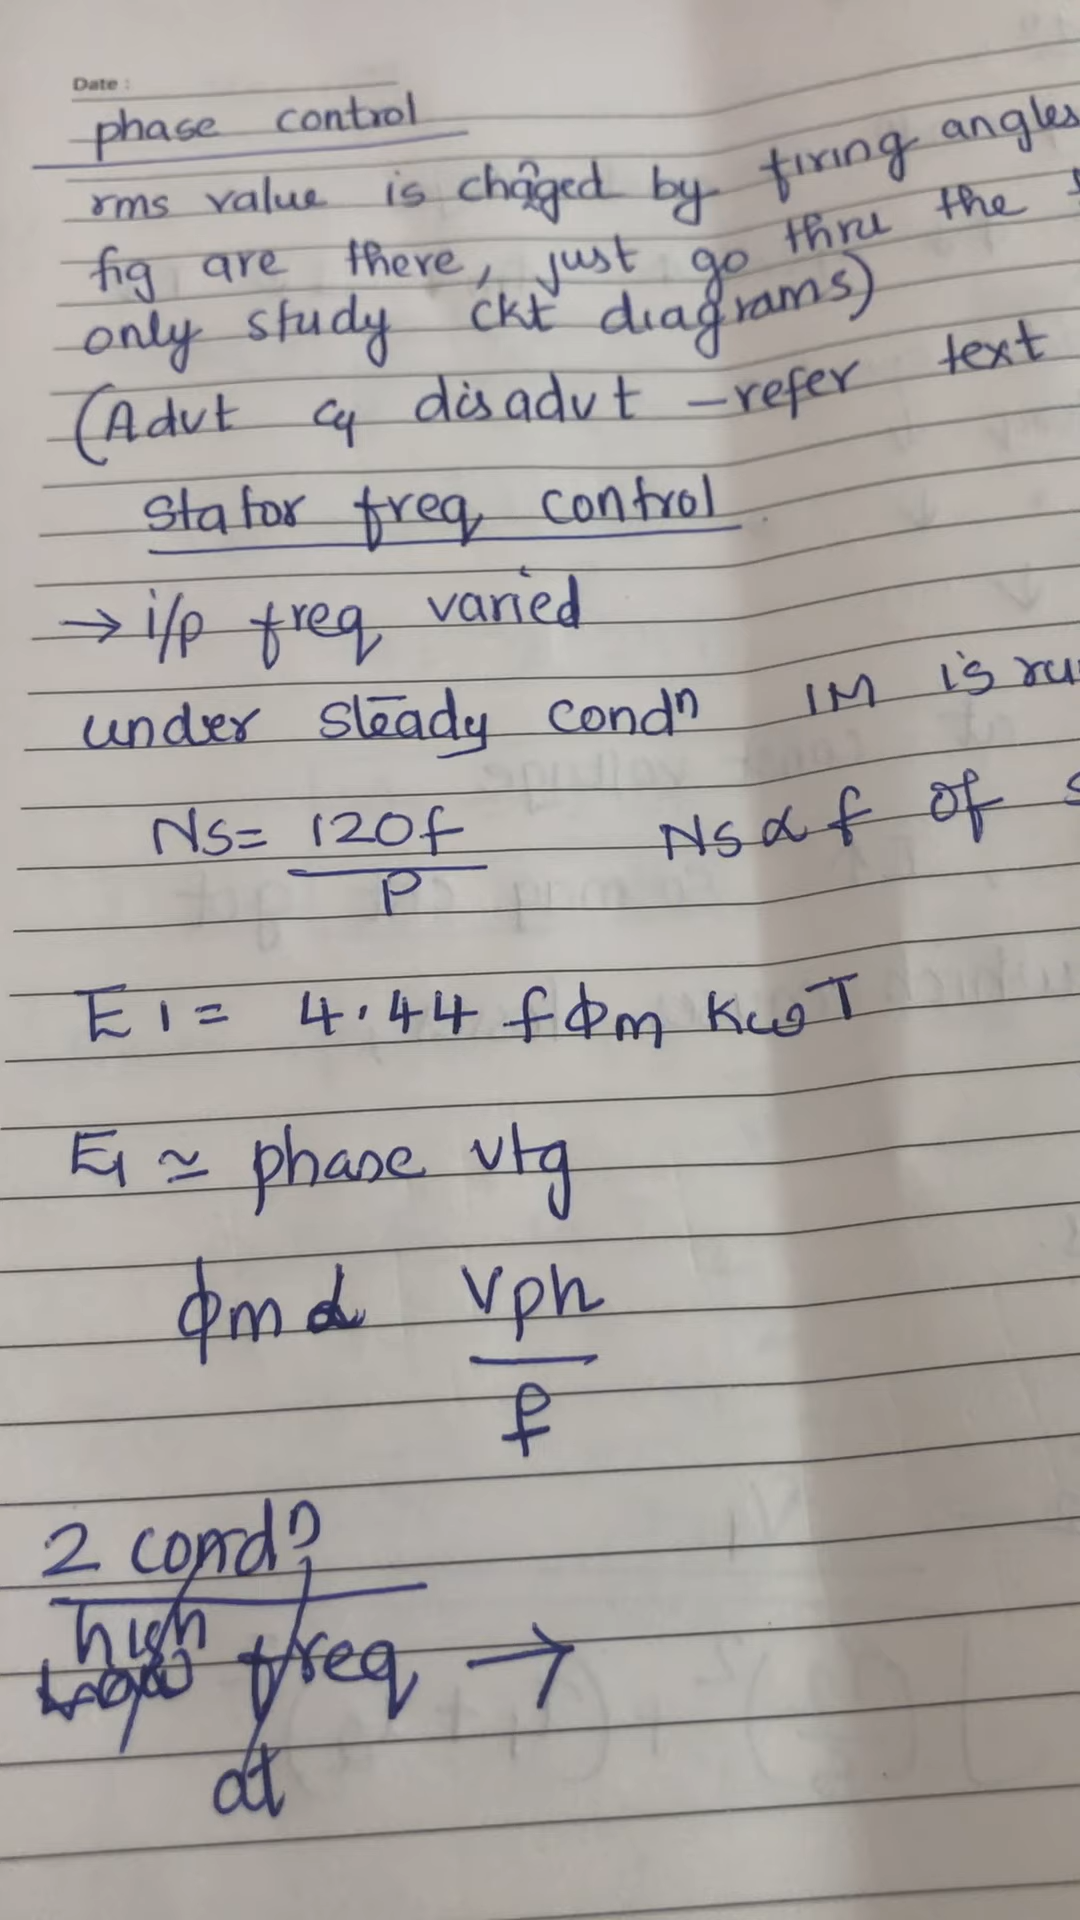 Date :
phase control
rms value is chaged by firing angles
fig are there, just go thru the
only study ckt diagrams)
(Advt & disadvt - refer text
stator freq control
→ i/p freq varied
under steady condn IM is
Ns = 120f / P Ns α f of
E1 = 4.44 f ϕm Kw T
E1 ≃ phase vtg
ϕm α Vph / f
2 condn
high
freq →
at